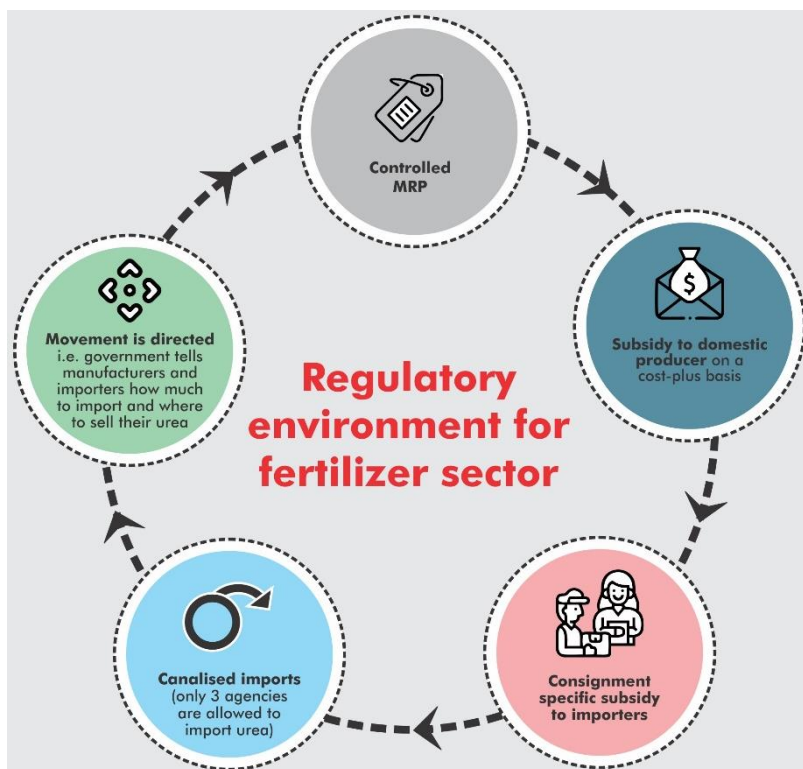 Controlled
MRP
Subsidy to domestic
producer on a
cost-plus basis
Consignment
specific subsidy
to importers
Canalised imports
(only 3 agencies
are allowed to
import urea)
Movement is directed
i.e. government tells
manufacturers and
importers how much
to import and where
to sell their urea
Regulatory
environment for
fertilizer sector
$